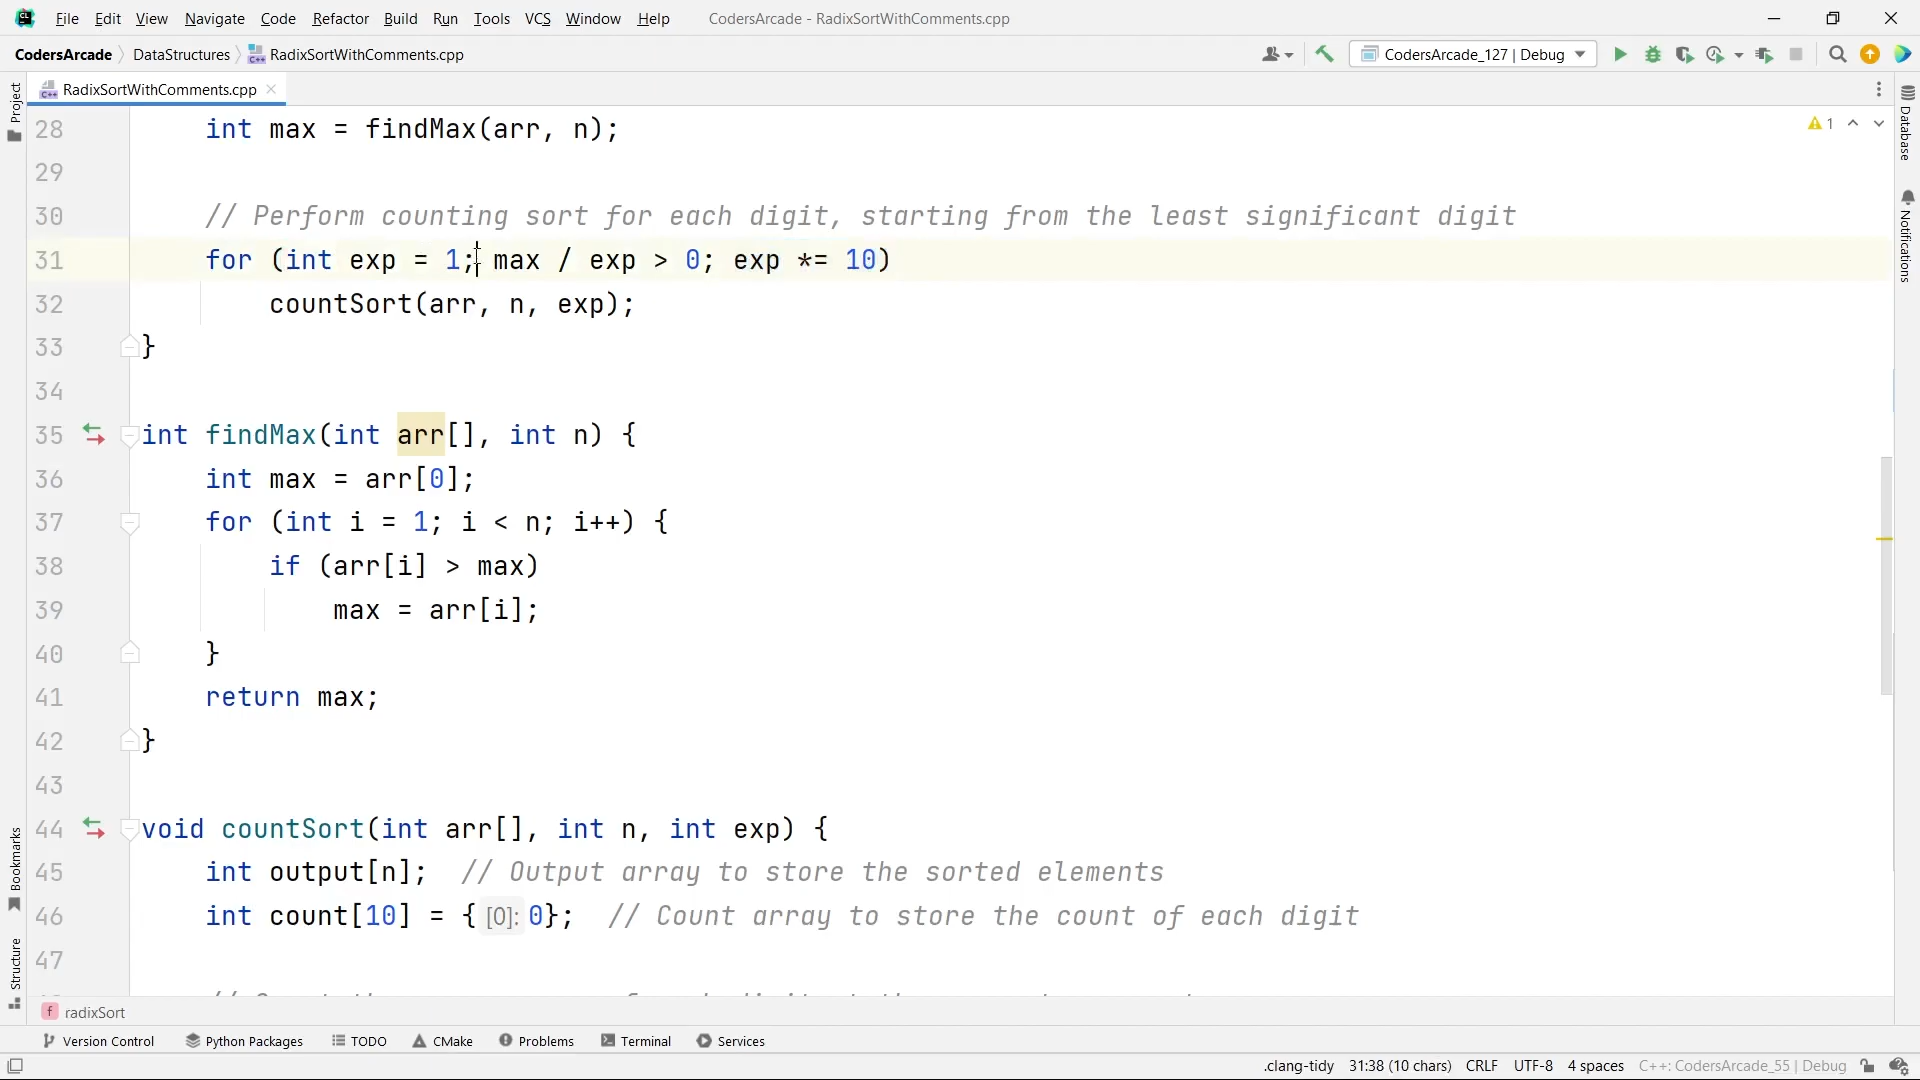 File Edit View Navigate Code Refactor Build Run Tools VCS Window Help CodersArcade - RadixSortWithComments.cpp
CodersArcade DataStructures RadixSortWithComments.cpp CodersArcade_127 | Debug
RadixSortWithComments.cpp
Project
Database
Notifications
Bookmarks
Structure
1
28 int max = findMax(arr, n);
29
30 // Perform counting sort for each digit, starting from the least significant digit
31 for (int exp = 1; max / exp > 0; exp *= 10)
32 countSort(arr, n, exp);
33 }
34
35 int findMax(int arr[], int n) {
36 int max = arr[0];
37 for (int i = 1; i < n; i++) {
38 if (arr[i] > max)
39 max = arr[i];
40 }
41 return max;
42 }
43
44 void countSort(int arr[], int n, int exp) {
45 int output[n]; // Output array to store the sorted elements
46 int count[10] = {[0]: 0}; // Count array to store the count of each digit
47
f radixSort
Version Control Python Packages TODO CMake Problems Terminal Services
.clang-tidy 31:38 (10 chars) CRLF UTF-8 4 spaces C++: CodersArcade_55 | Debug